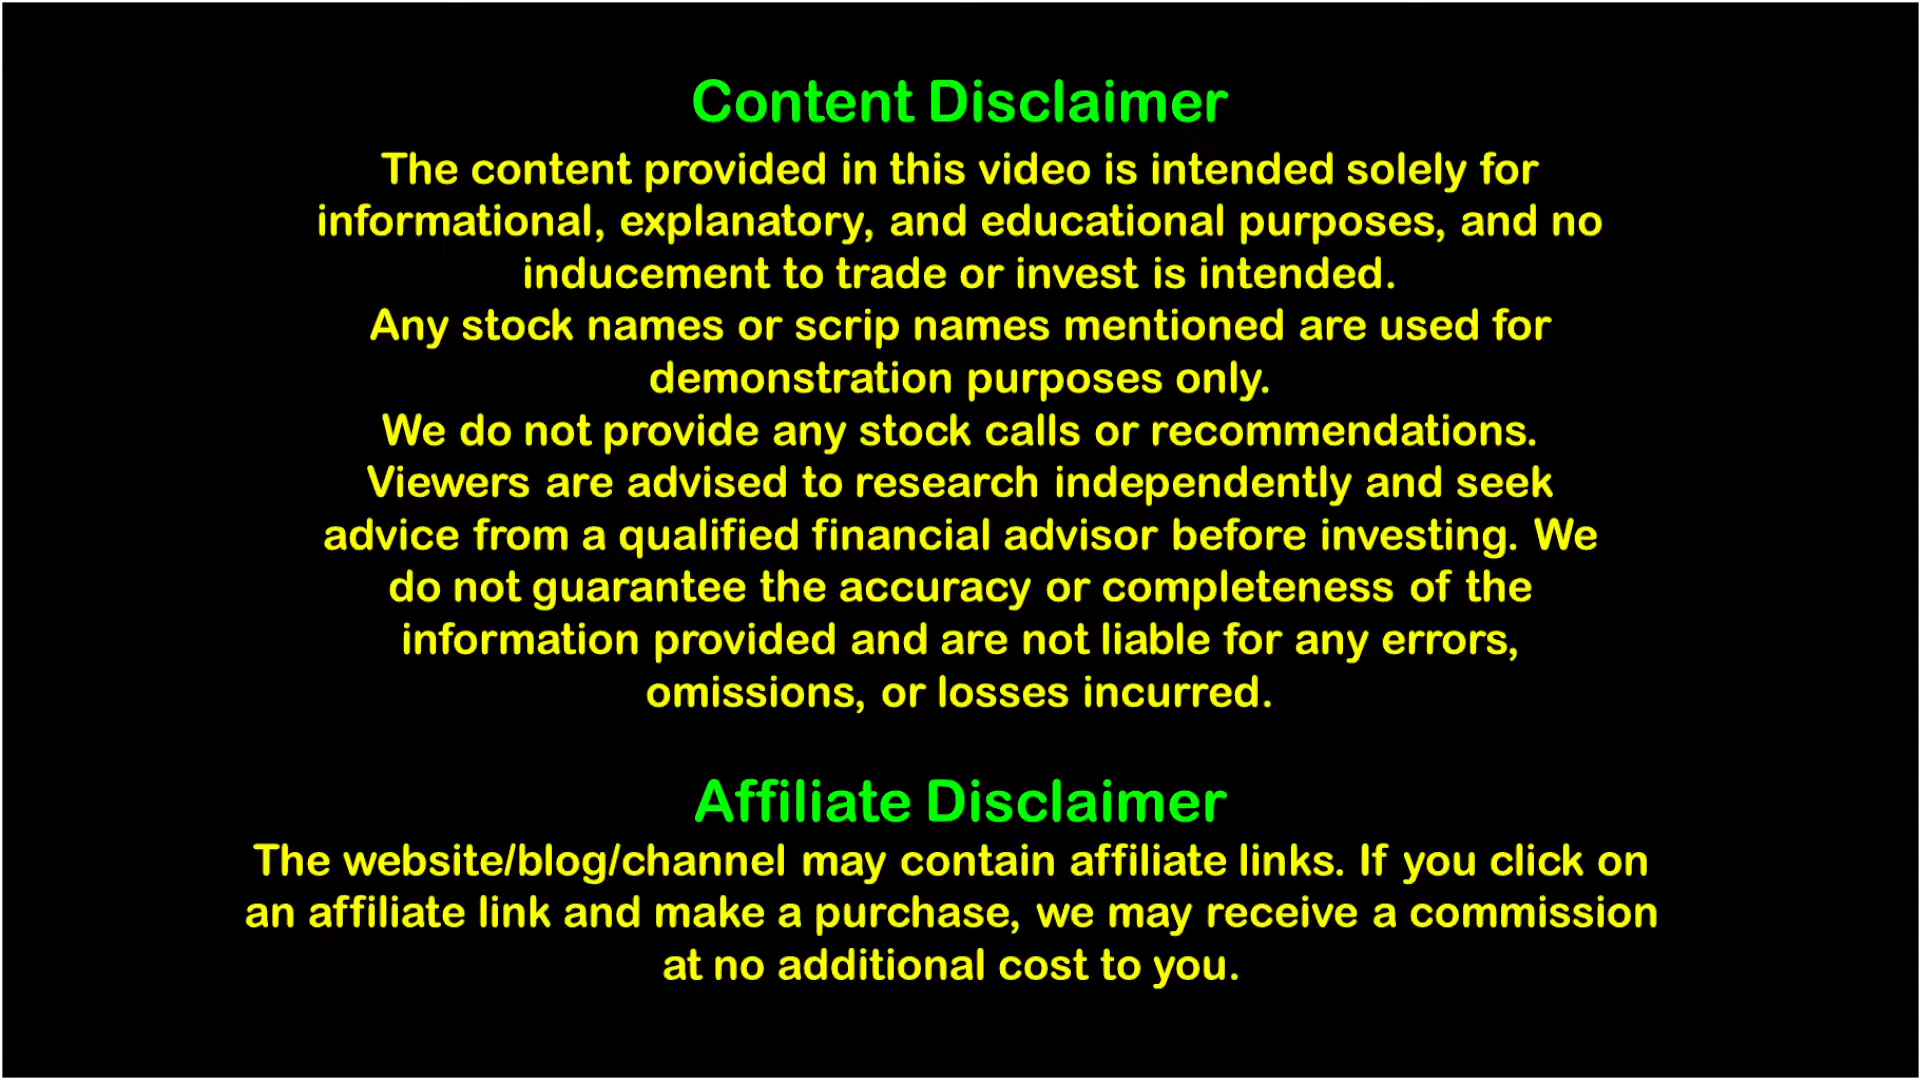 Content Disclaimer
The content provided in this video is intended solely for
informational, explanatory, and educational purposes, and no
inducement to trade or invest is intended.
Any stock names or scrip names mentioned are used for
demonstration purposes only.
We do not provide any stock calls or recommendations.
Viewers are advised to research independently and seek
advice from a qualified financial advisor before investing. We
do not guarantee the accuracy or completeness of the
information provided and are not liable for any errors,
omissions, or losses incurred.
Affiliate Disclaimer
The website/blog/channel may contain affiliate links. If you click on
an affiliate link and make a purchase, we may receive a commission
at no additional cost to you.